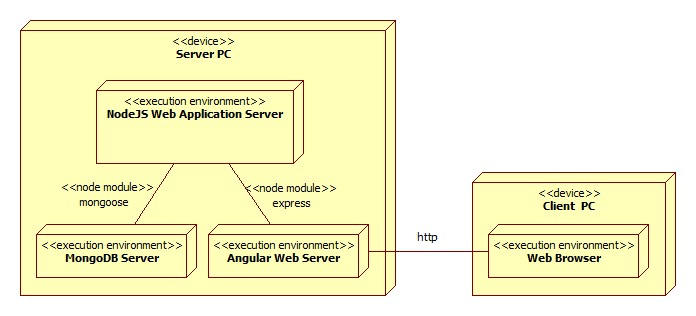 <<device>>
Server PC
<<execution environment>>
NodeJS Web Application Server
<<node module>>
mongoose
<<node module>>
express
<<execution environment>>
MongoDB Server
<<execution environment>>
Angular Web Server
http
<<device>>
Client PC
<<execution environment>>
Web Browser